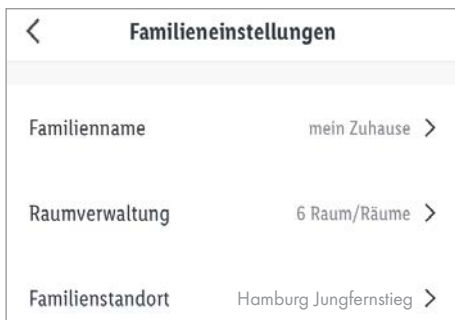 Familieneinstellungen
Familienname mein Zuhause
Raumverwaltung 6 Raum/Räume
Familienstandort Hamburg Jungfernstieg